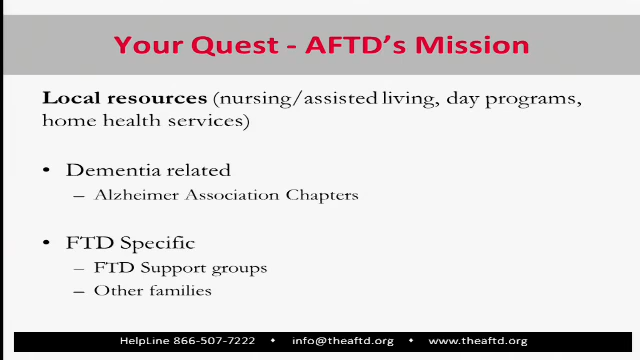 Your Quest - AFTD's Mission
Local resources (nursing/assisted living, day programs,
home health services)
• Dementia related
– Alzheimer Association Chapters
• FTD Specific
– FTD Support groups
– Other families
HelpLine 866-507-7222 • info@theaftd.org • www.theaftd.org